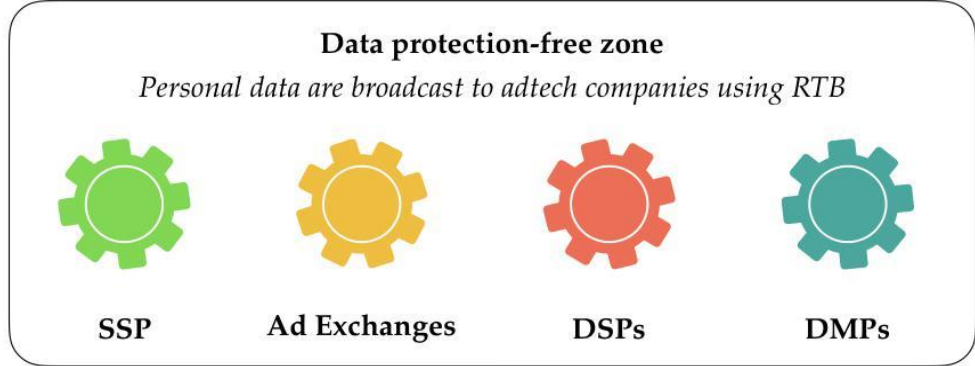 Data protection-free zone
Personal data are broadcast to adtech companies using RTB
SSP Ad Exchanges DSPs DMPs